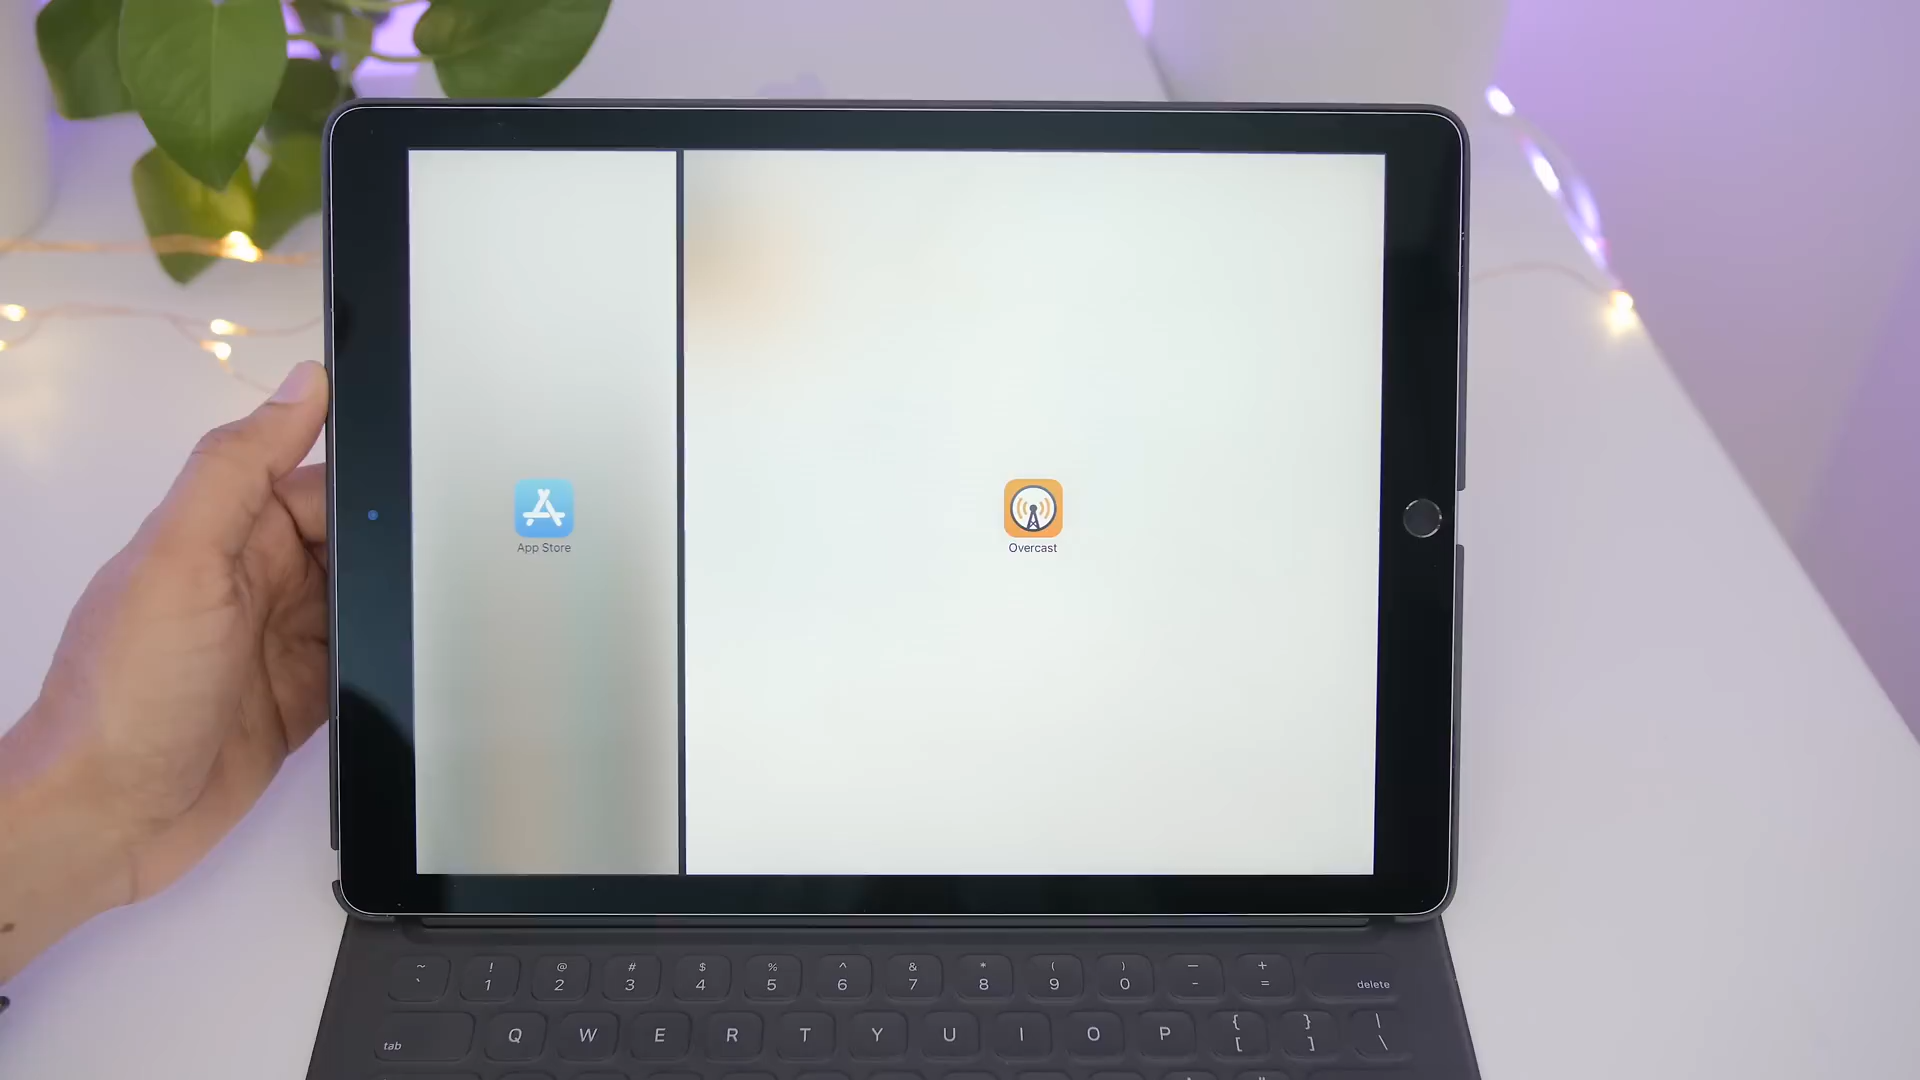 App Store
Overcast
~ ! @ # $ % ^ & * ( ) — +
` 1 2 3 4 5 6 7 8 9 0 - = delete
tab Q W E R T Y U I O P { [ } ] | \